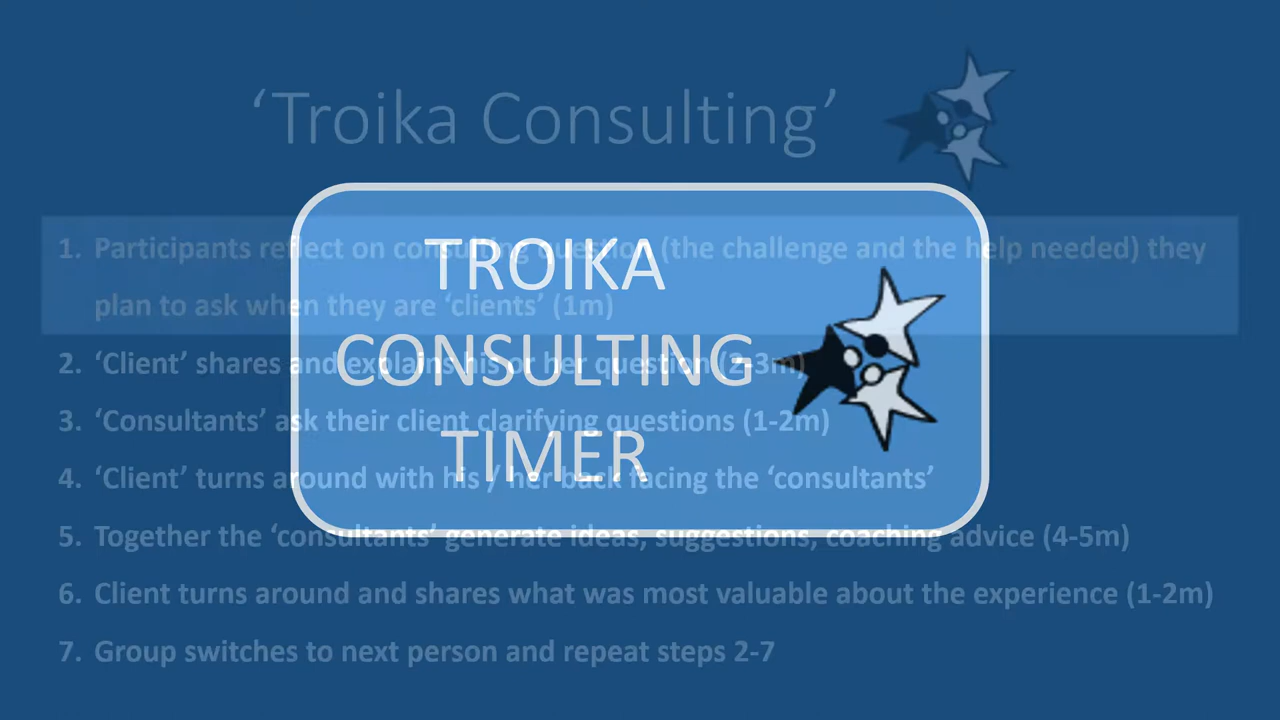 ‘Troika Consulting’
TROIKA
CONSULTING
TIMER
1. Participants reflect on consulting question (the challenge and the help needed) they
plan to ask when they are ‘clients’ (1m)
2. ‘Client’ shares and explains his or her question (2-3m)
3. ‘Consultants’ ask their client clarifying questions (1-2m)
4. ‘Client’ turns around with his / her back facing the ‘consultants’
5. Together the ‘consultants’ generate ideas, suggestions, coaching advice (4-5m)
6. Client turns around and shares what was most valuable about the experience (1-2m)
7. Group switches to next person and repeat steps 2-7